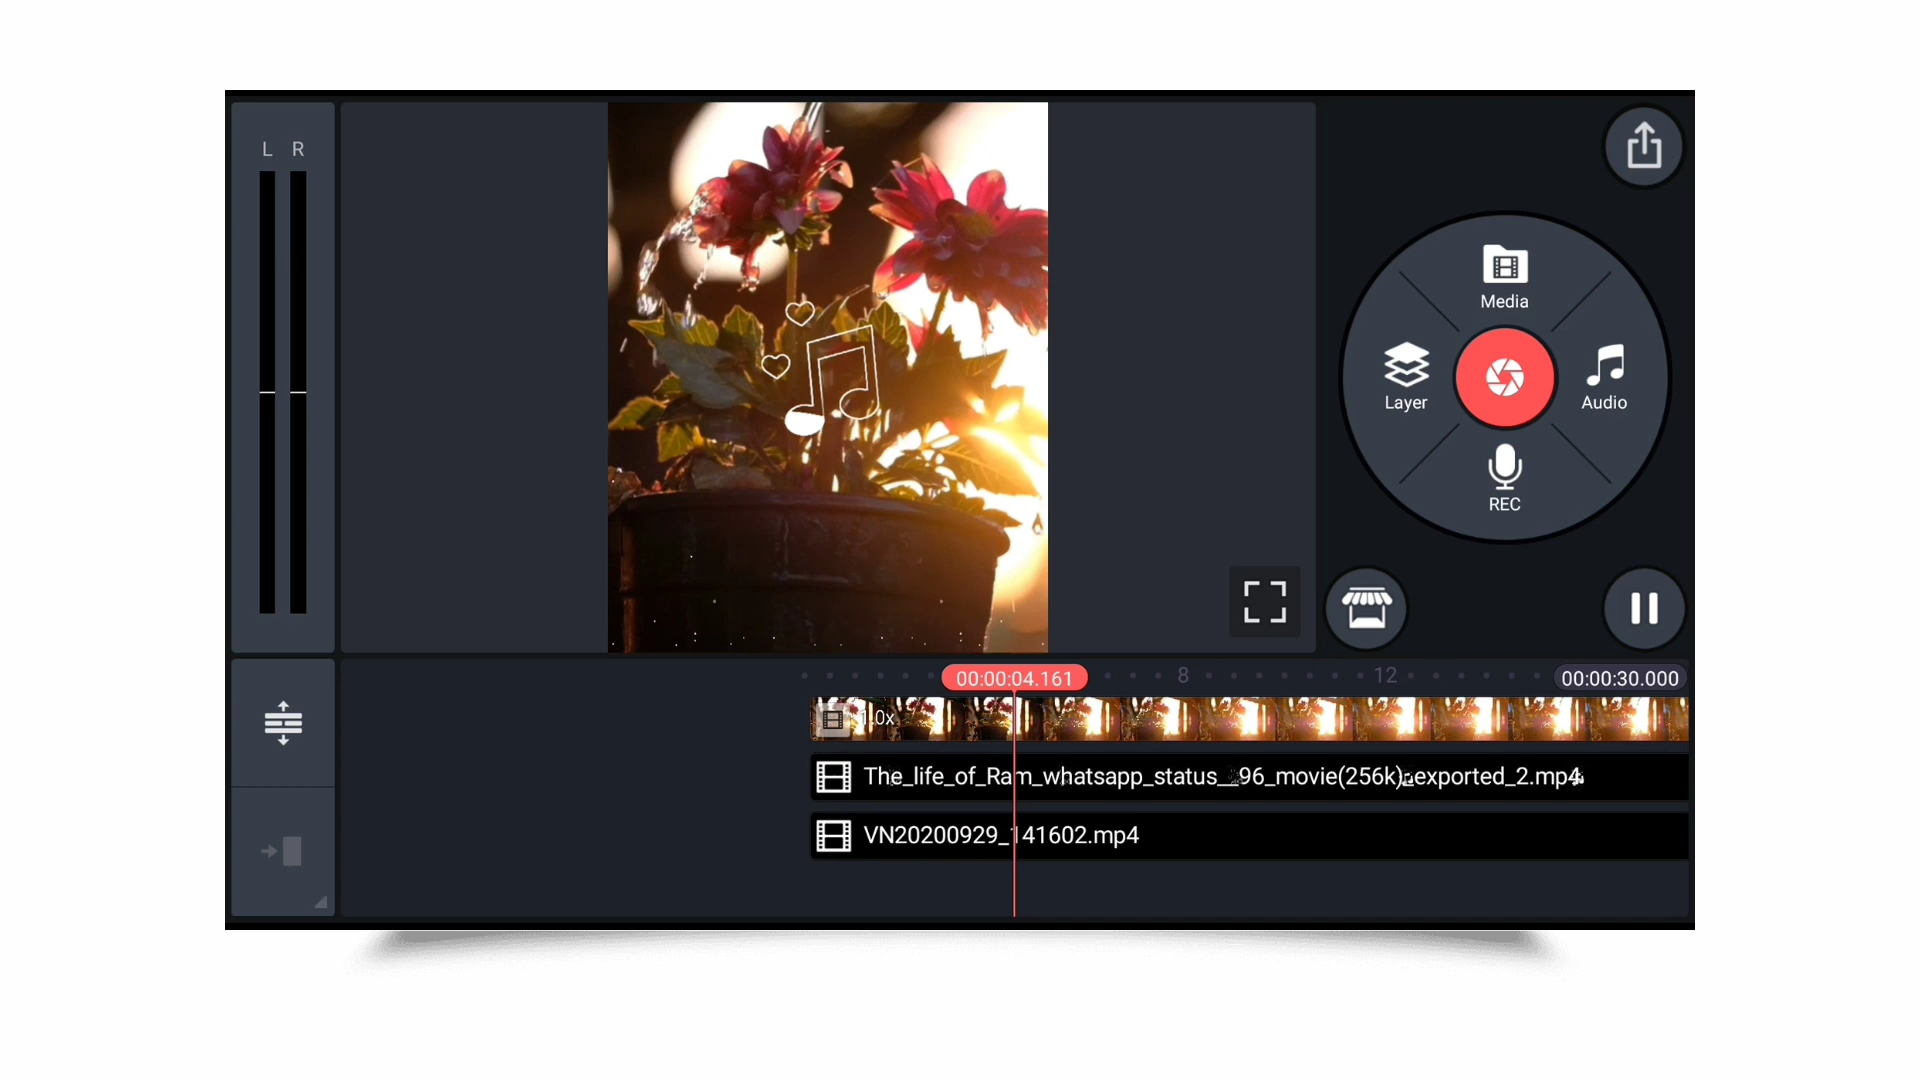 L R
Media
Layer
Audio
REC
00:00:04.161
8
12
00:00:30.000
1.0x
The_life_of_Ram_whatsapp_status__96_movie(256k)_exported_2.mp4
VN20200929_141602.mp4